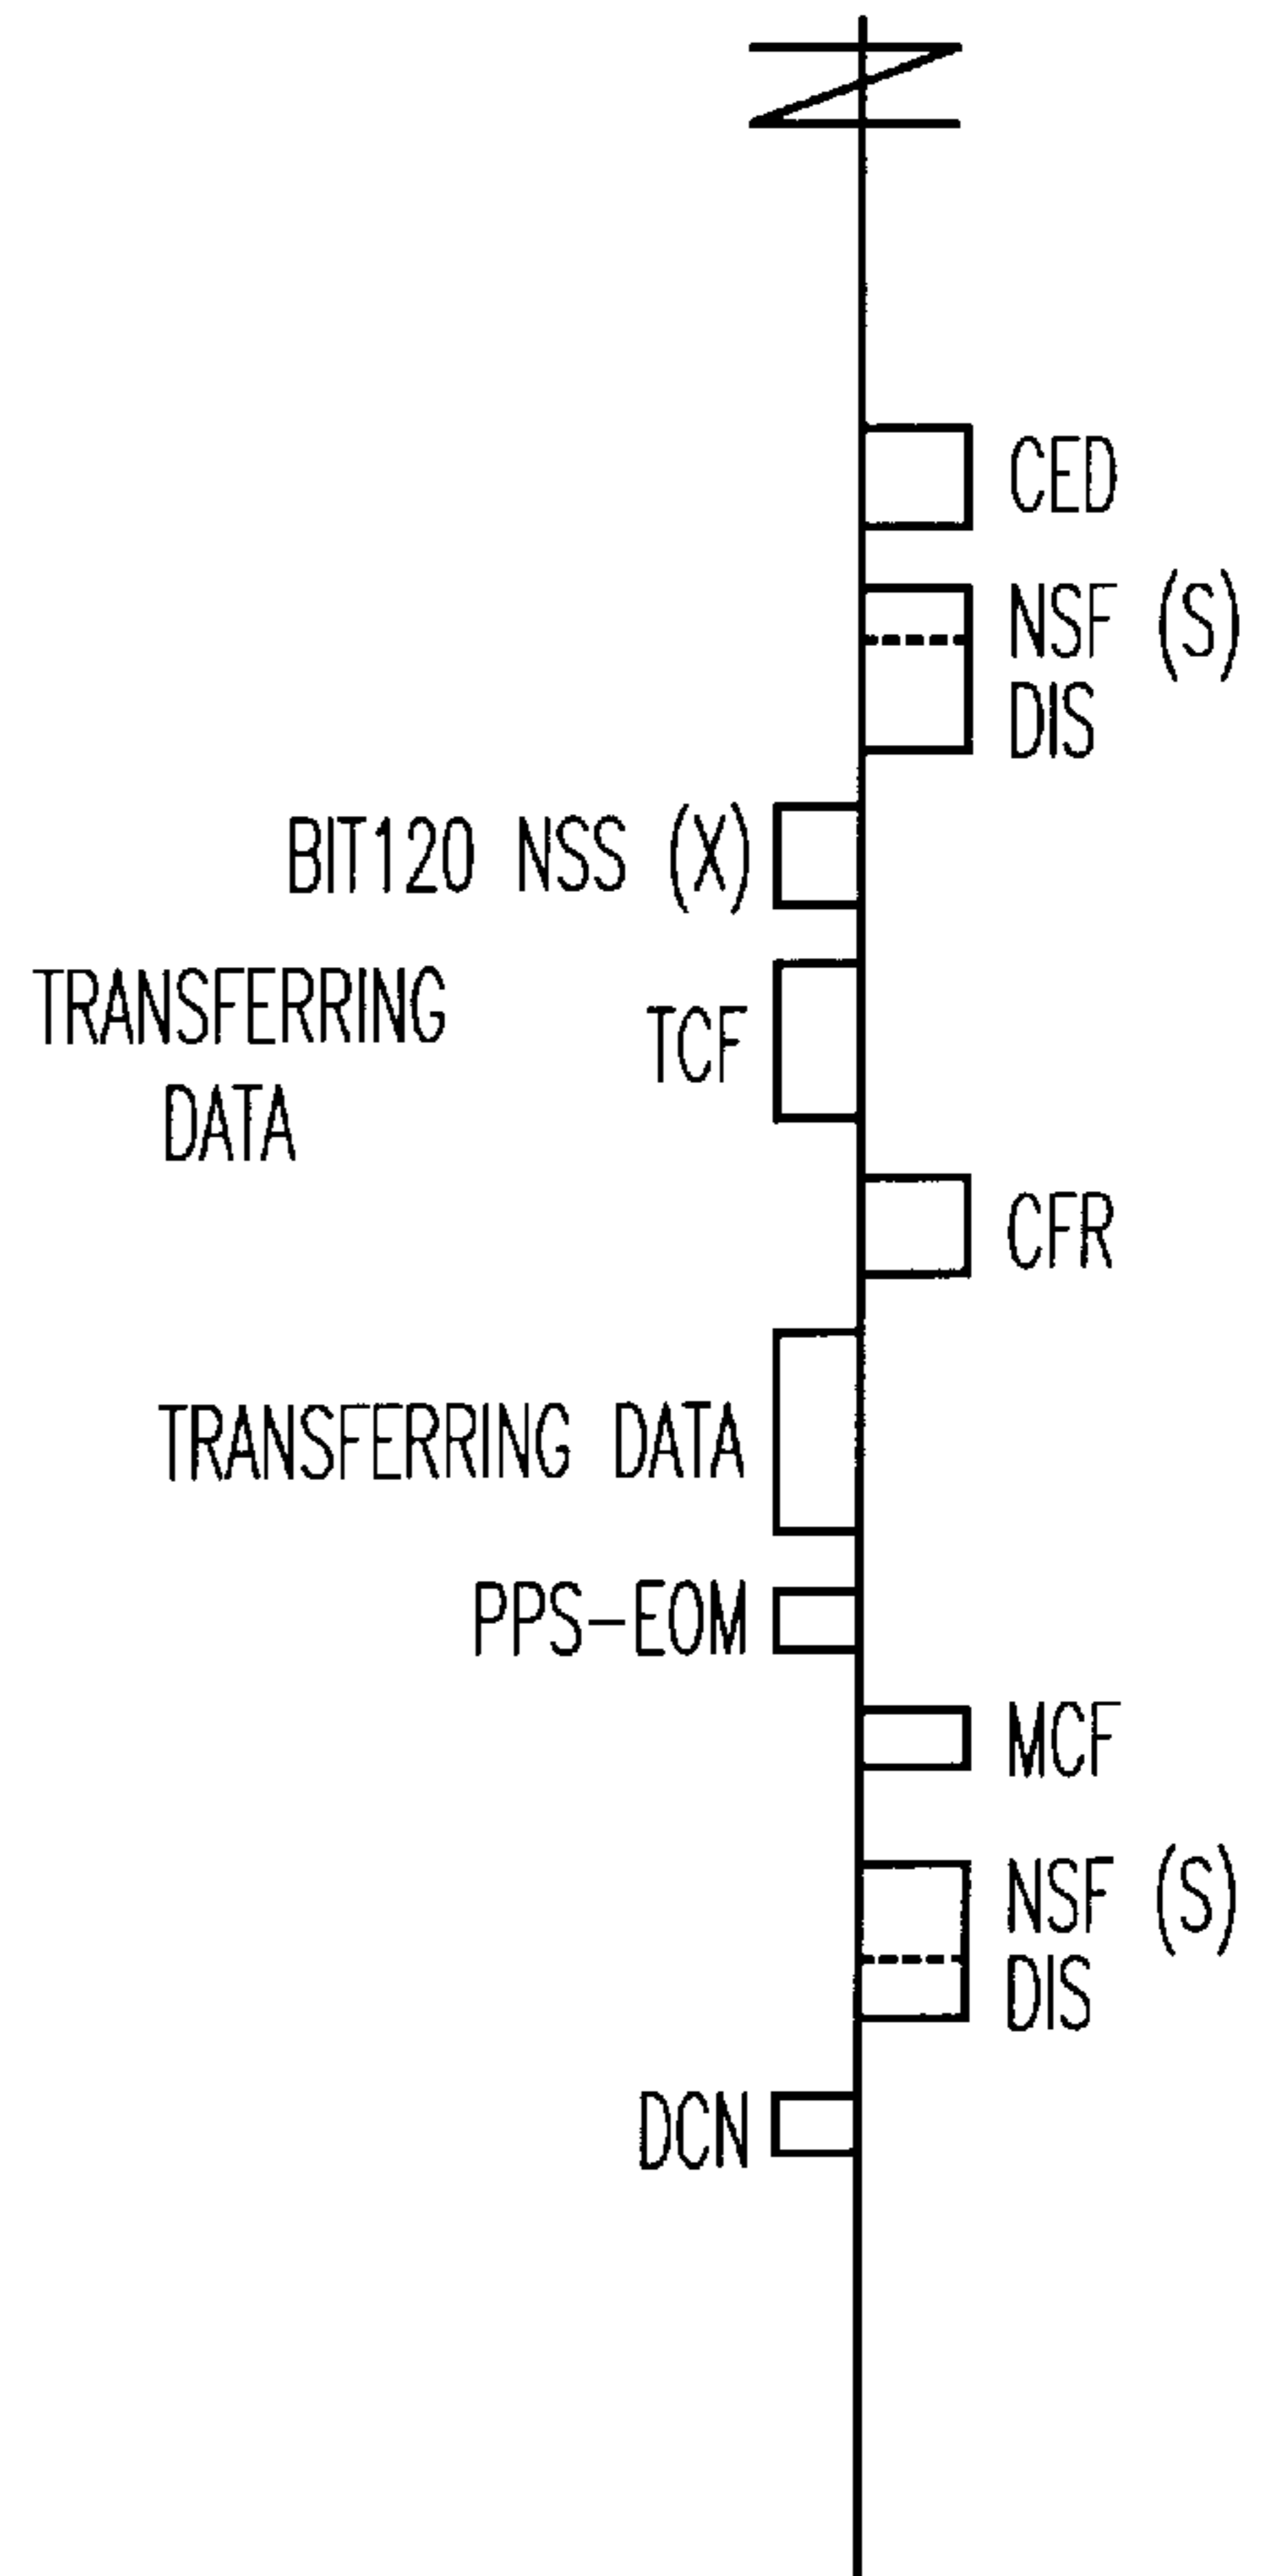 CED
NSF (S)
DIS
BIT120 NSS (X)
TRANSFERRING
DATA
TCF
CFR
TRANSFERRING DATA
PPS-EOM
MCF
NSF (S)
DIS
DCN